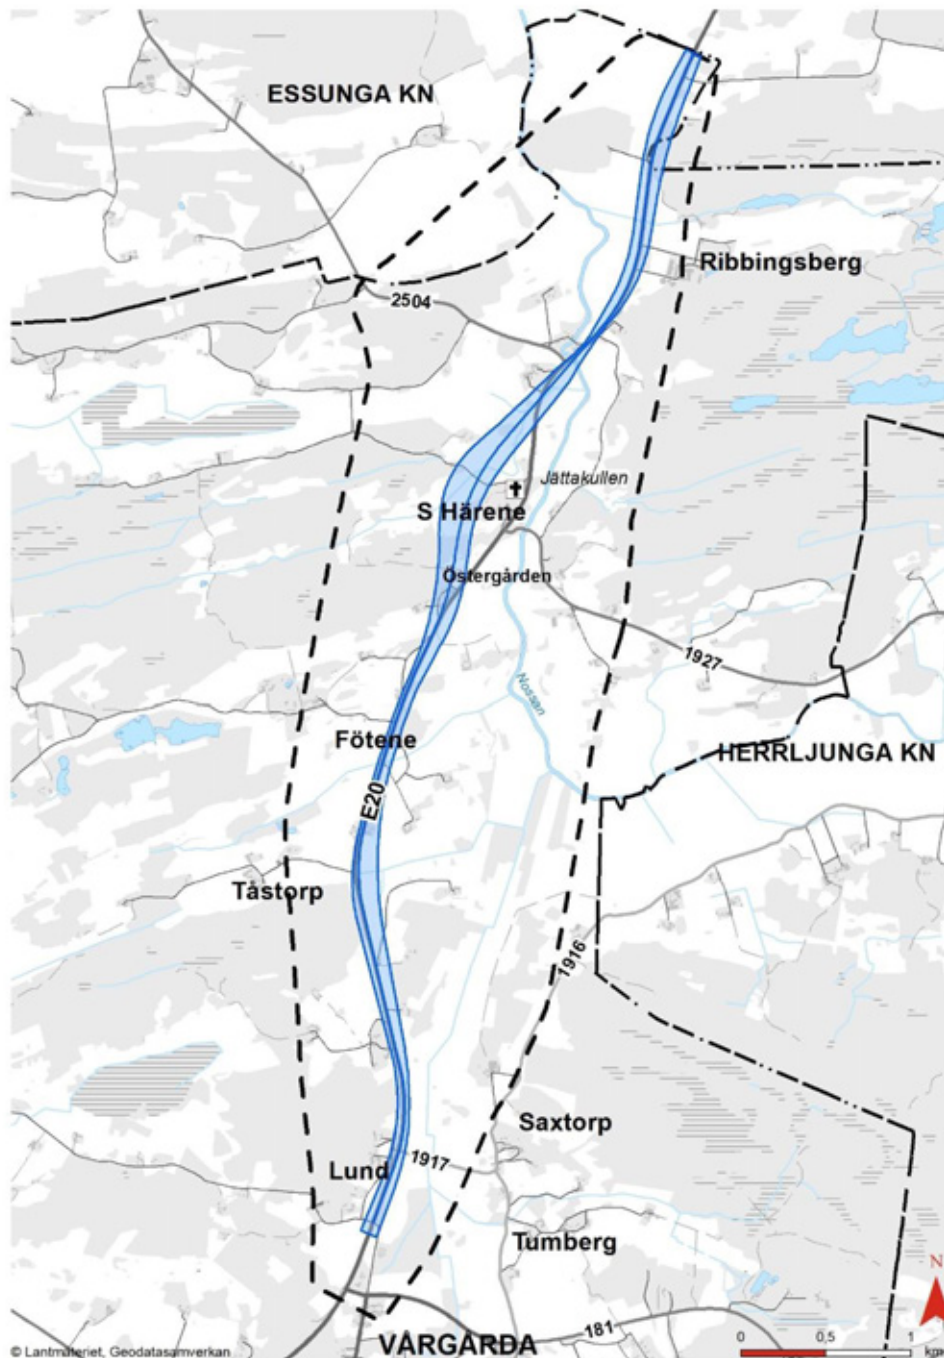 ESSUNGA KN
Ribbingsberg
2504
Jättakullen
S Härene
Östergården
1927
Nossan
Fötene
HERRLJUNGA KN
E20
Tåstorp
1916
Saxtorp
1917
Lund
Tumberg
N
181
VÅRGÅRDA
0 0,5 1
km
© Lantmäteriet, Geodatasamverkan